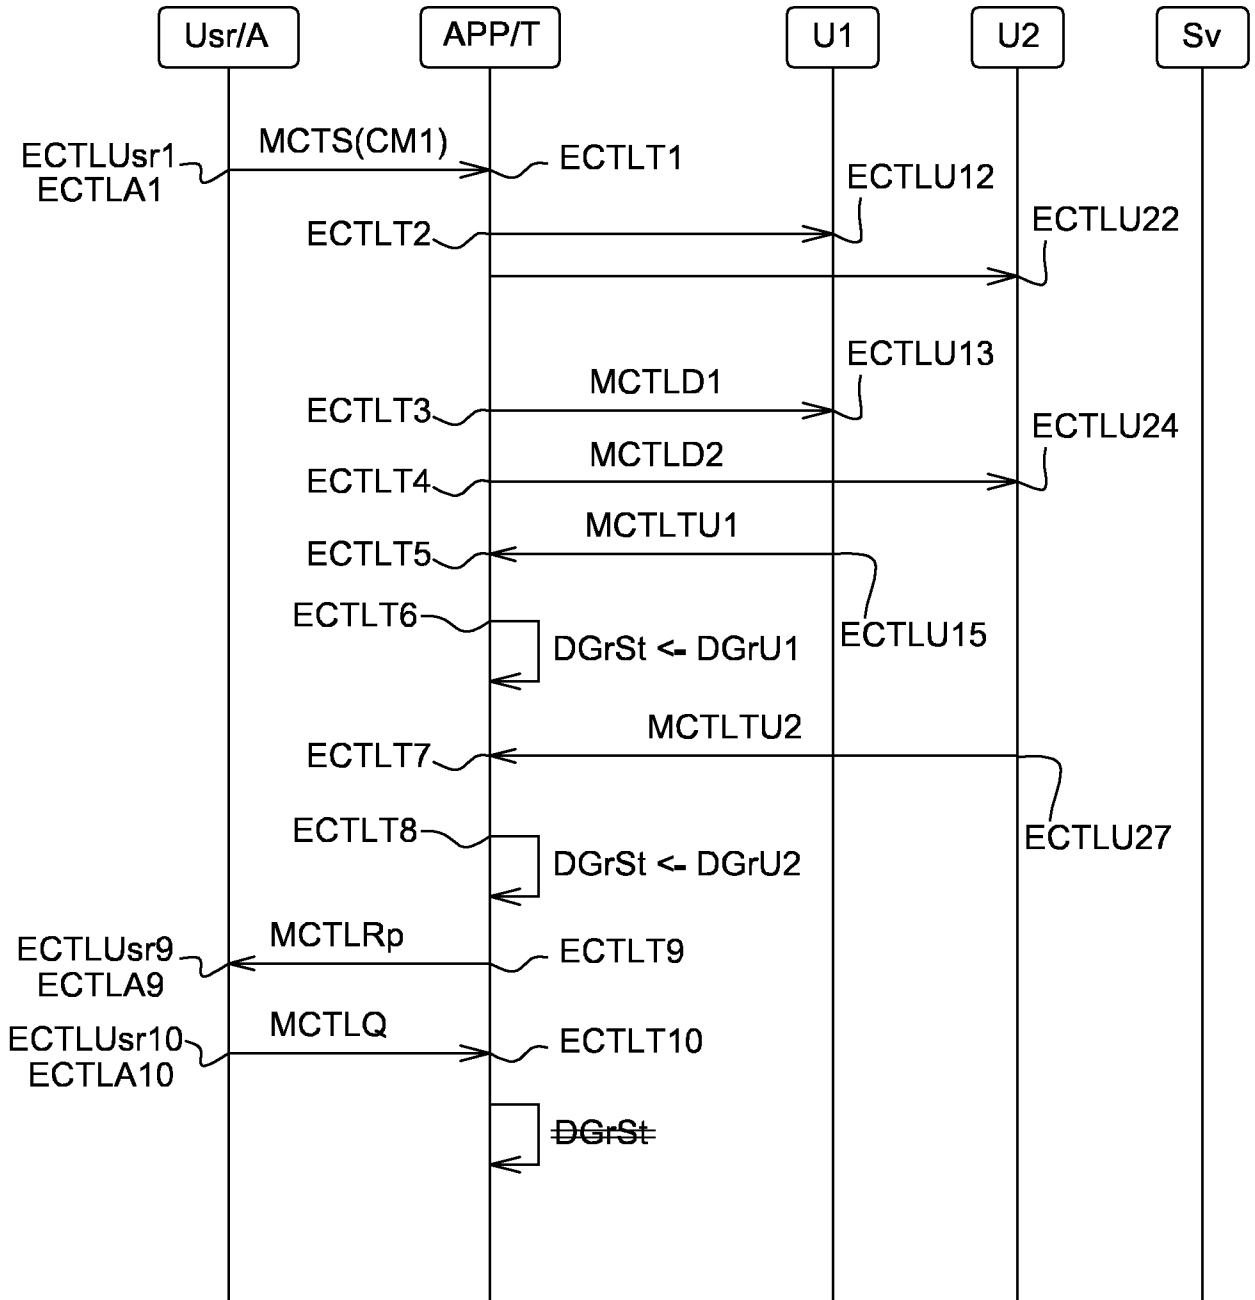 Usr/A
APP/T
U1
U2
Sv
MCTS(CM1)
ECTLUsr1
ECTLA1
ECTLT1
ECTLU12
ECTLT2
ECTLU22
ECTLU13
MCTLD1
ECTLT3
ECTLU24
MCTLD2
ECTLT4
MCTLTU1
ECTLT5
ECTLT6
ECTLU15
DGrSt <- DGrU1
MCTLTU2
ECTLT7
ECTLT8
ECTLU27
DGrSt <- DGrU2
MCTLRp
ECTLUsr9
ECTLA9
ECTLT9
MCTLQ
ECTLUsr10
ECTLA10
ECTLT10
DGrSt